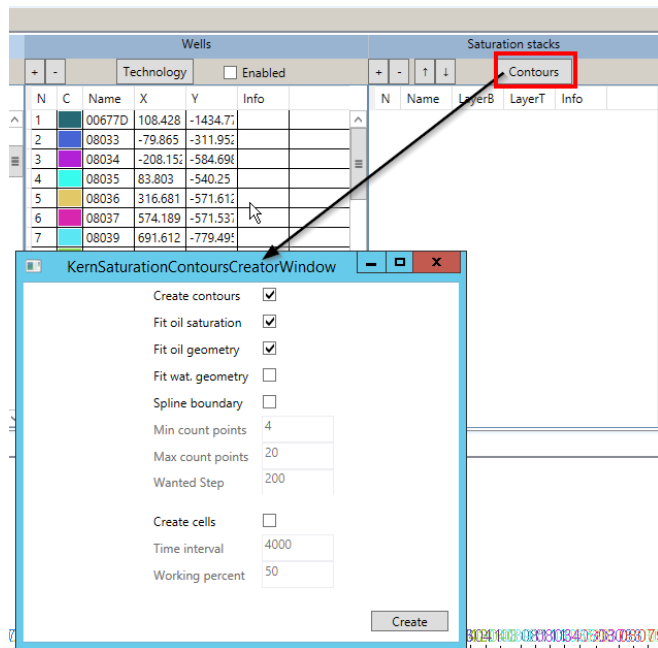 Wells Saturation stacks
+ - Technology Enabled + - ↑ ↓ Contours
N C Name X Y Info N Name LayerB LayerT Info
1 00677D 108.428 -1434.77
2 08033 -79.865 -311.952
3 08034 -208.152 -584.698
4 08035 83.803 -540.25
5 08036 316.681 -571.612
6 08037 574.189 -571.537
7 08039 691.612 -779.495
KernSaturationContoursCreatorWindow
Create contours
Fit oil saturation
Fit oil geometry
Fit wat. geometry
Spline boundary
Min count points 4
Max count points 20
Wanted Step 200
Create cells
Time interval 4000
Working percent 50
Create